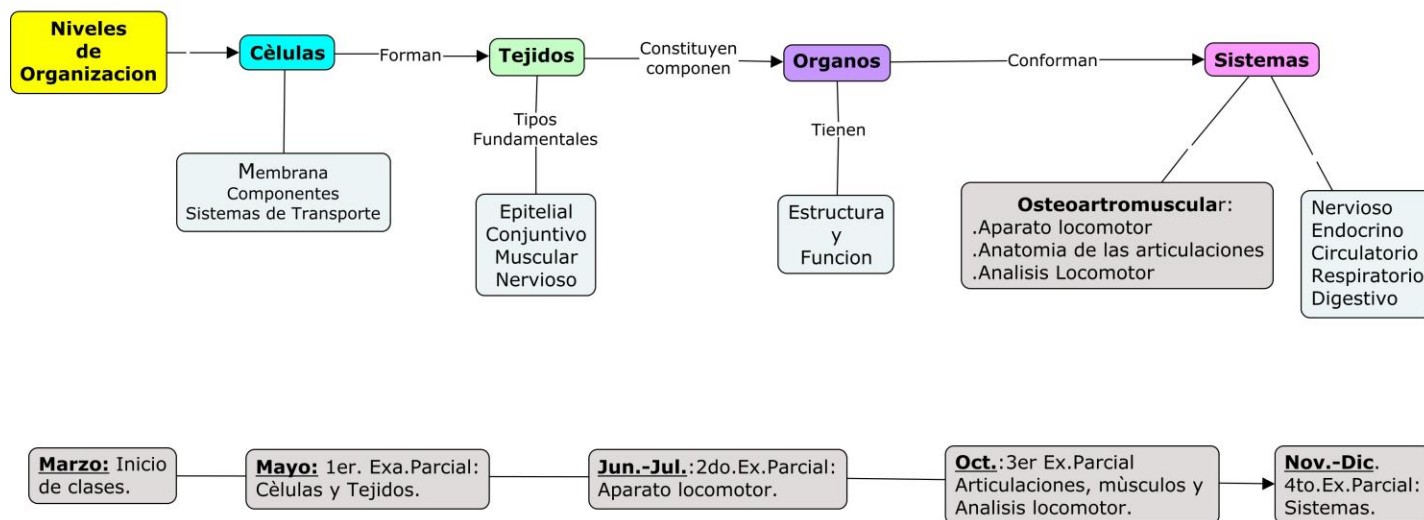 Niveles
de
Organizacion
Cèlulas
Forman
Tejidos
Constituyen
componen
Organos
Conforman
Sistemas
Membrana
Componentes
Sistemas de Transporte
Tipos
Fundamentales
Epitelial
Conjuntivo
Muscular
Nervioso
Tienen
Estructura
y
Funcion
Osteoartromuscular:
.Aparato locomotor
.Anatomia de las articulaciones
.Analisis Locomotor
Nervioso
Endocrino
Circulatorio
Respiratorio
Digestivo
Marzo: Inicio
de clases.
Mayo: 1er. Exa.Parcial:
Cèlulas y Tejidos.
Jun.-Jul.:2do.Ex.Parcial:
Aparato locomotor.
Oct.:3er Ex.Parcial
Articulaciones, mùsculos y
Analisis locomotor.
Nov.-Dic.
4to.Ex.Parcial:
Sistemas.